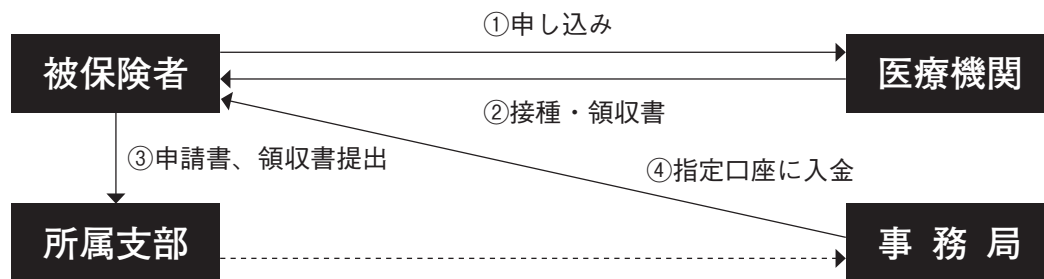 ①申し込み
被保険者
医療機関
②接種・領収書
③申請書、領収書提出
④指定口座に入金
所属支部
事務局